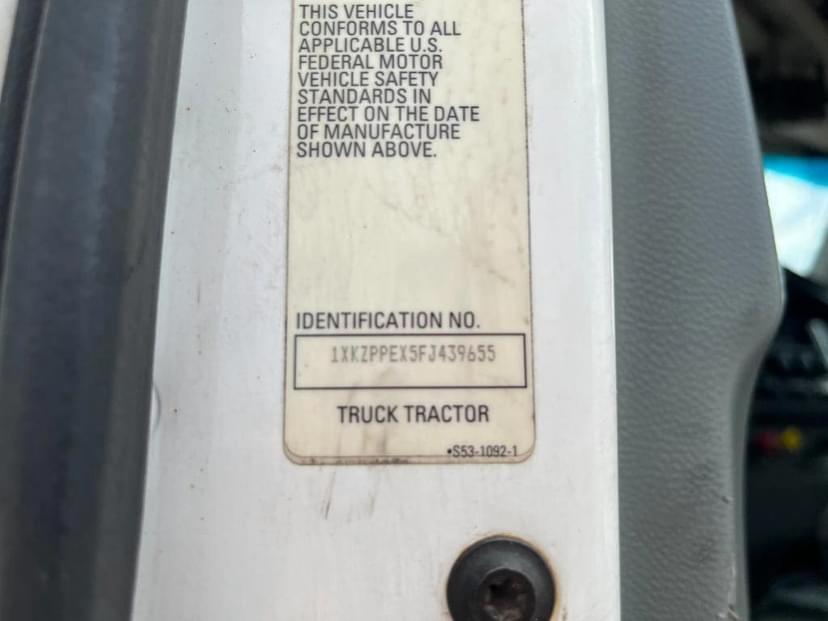 THIS VEHICLE
CONFORMS TO ALL
APPLICABLE U.S.
FEDERAL MOTOR
VEHICLE SAFETY
STANDARDS IN
EFFECT ON THE DATE
OF MANUFACTURE
SHOWN ABOVE.
IDENTIFICATION NO.
1XKZPPEX5FJ439655
TRUCK TRACTOR
•S53-1092-1